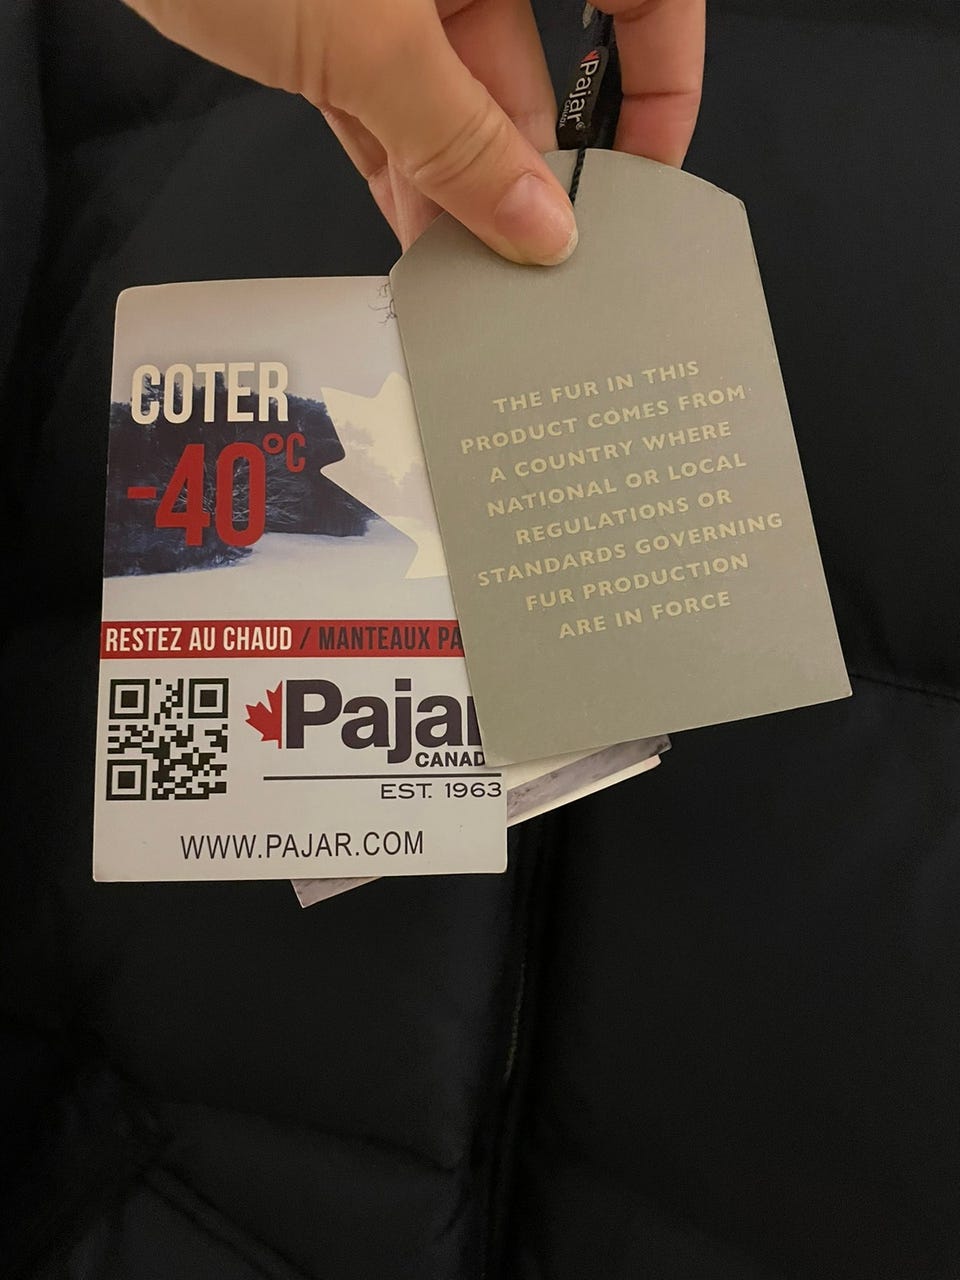 Pajar®
CANADA
COTER
-40°C
RESTEZ AU CHAUD / MANTEAUX PA
Pajar
CANAD
EST. 1963
WWW.PAJAR.COM
THE FUR IN THIS
PRODUCT COMES FROM
A COUNTRY WHERE
NATIONAL OR LOCAL
REGULATIONS OR
STANDARDS GOVERNING
FUR PRODUCTION
ARE IN FORCE